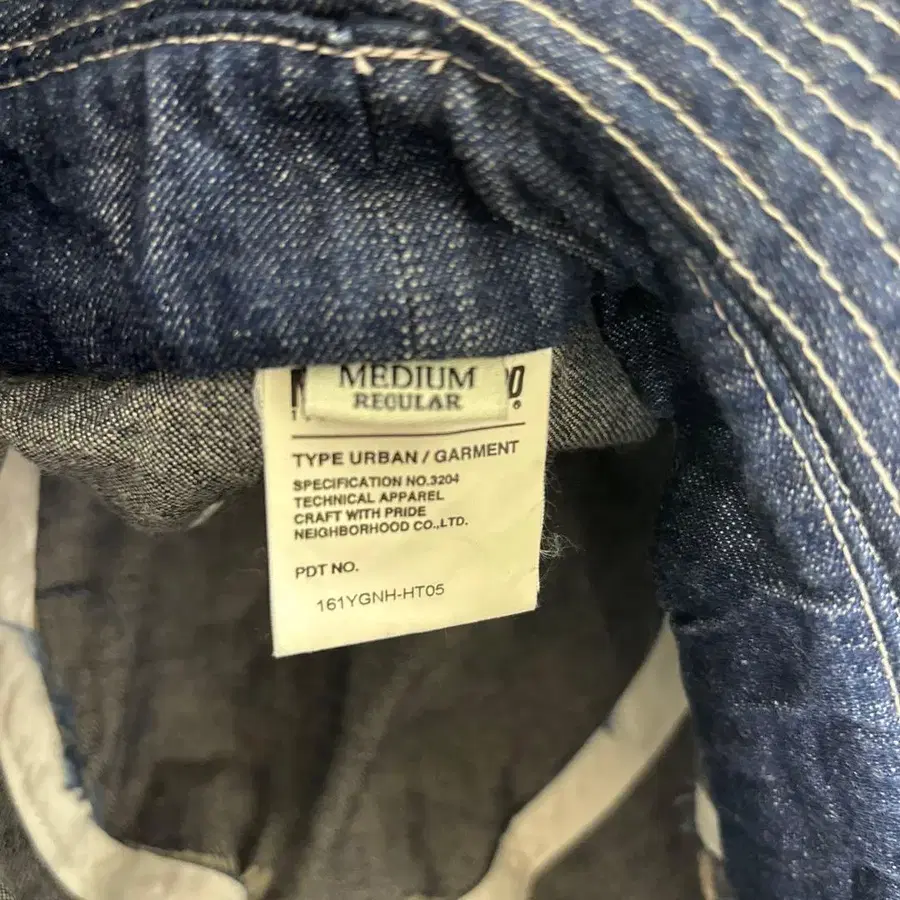 MEDIUM
REGULAR
TYPE URBAN / GARMENT
SPECIFICATION NO.3204
TECHNICAL APPAREL
CRAFT WITH PRIDE
NEIGHBORHOOD CO.,LTD.
PDT NO.
161YGNH-HT05